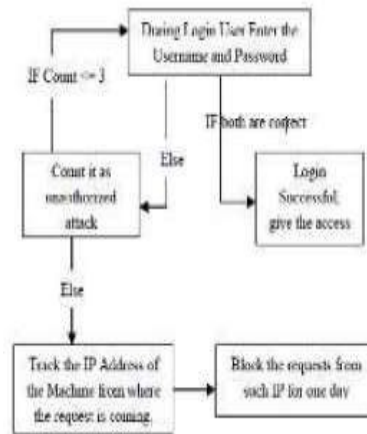 During Login User Enter the
Username and Password
IF Count <= 3
IF both are correct
Else
Count it as
unauthorized
attack
Login
Successful,
give the access
Else
Track the IP Address of
the Machine from where
the request is coming.
Block the requests from
such IP for one day